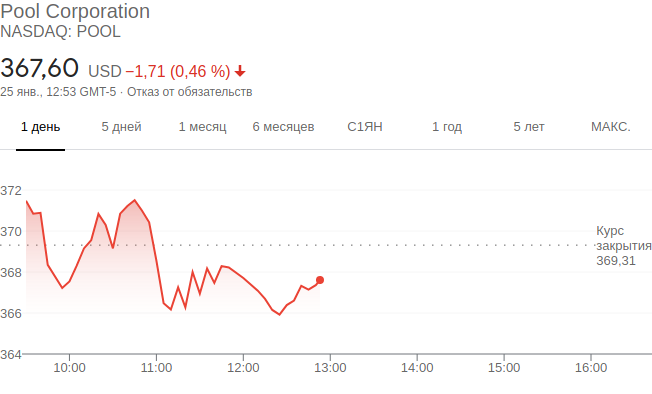 Pool Corporation
NASDAQ: POOL
367,60 USD −1,71 (0,46 %)
25 янв., 12:53 GMT-5 · Отказ от обязательств
1 день 5 дней 1 месяц 6 месяцев С1ЯН 1 год 5 лет МАКС.
372
370
368
366
364
Курс
закрытия
369,31
10:00 11:00 12:00 13:00 14:00 15:00 16:00